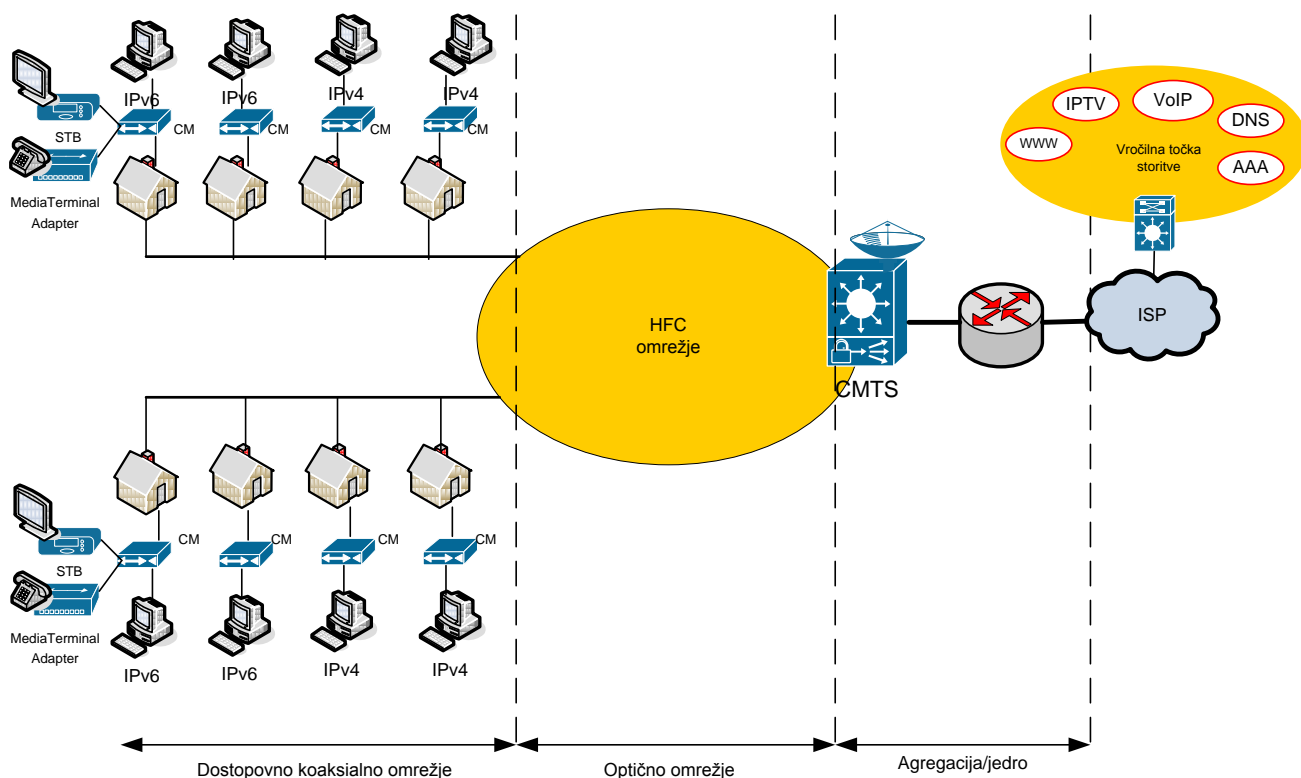 IPv6
IPv6
IPv4
IPv4
CM
CM
CM
CM
STB
MediaTerminal
Adapter
IPTV
VoIP
DNS
WWW
Vročilna točka
storitve
AAA
HFC
omrežje
ISP
CMTS
CM
CM
CM
CM
STB
MediaTerminal
Adapter
IPv6
IPv6
IPv4
IPv4
Dostopovno koaksialno omrežje
Optično omrežje
Agregacija/jedro